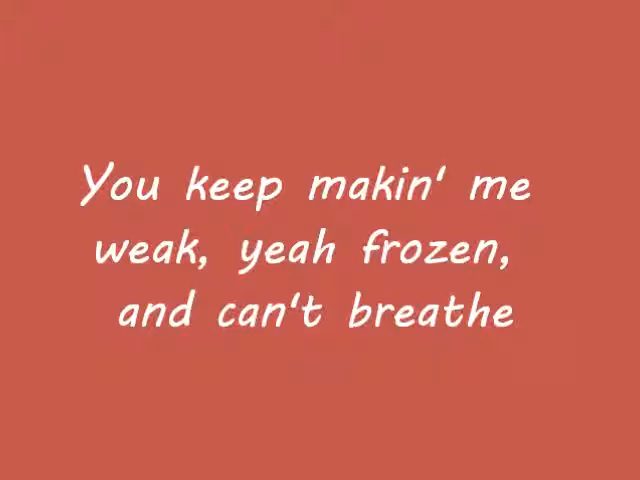 You keep makin' me
weak, yeah frozen,
and can't breathe